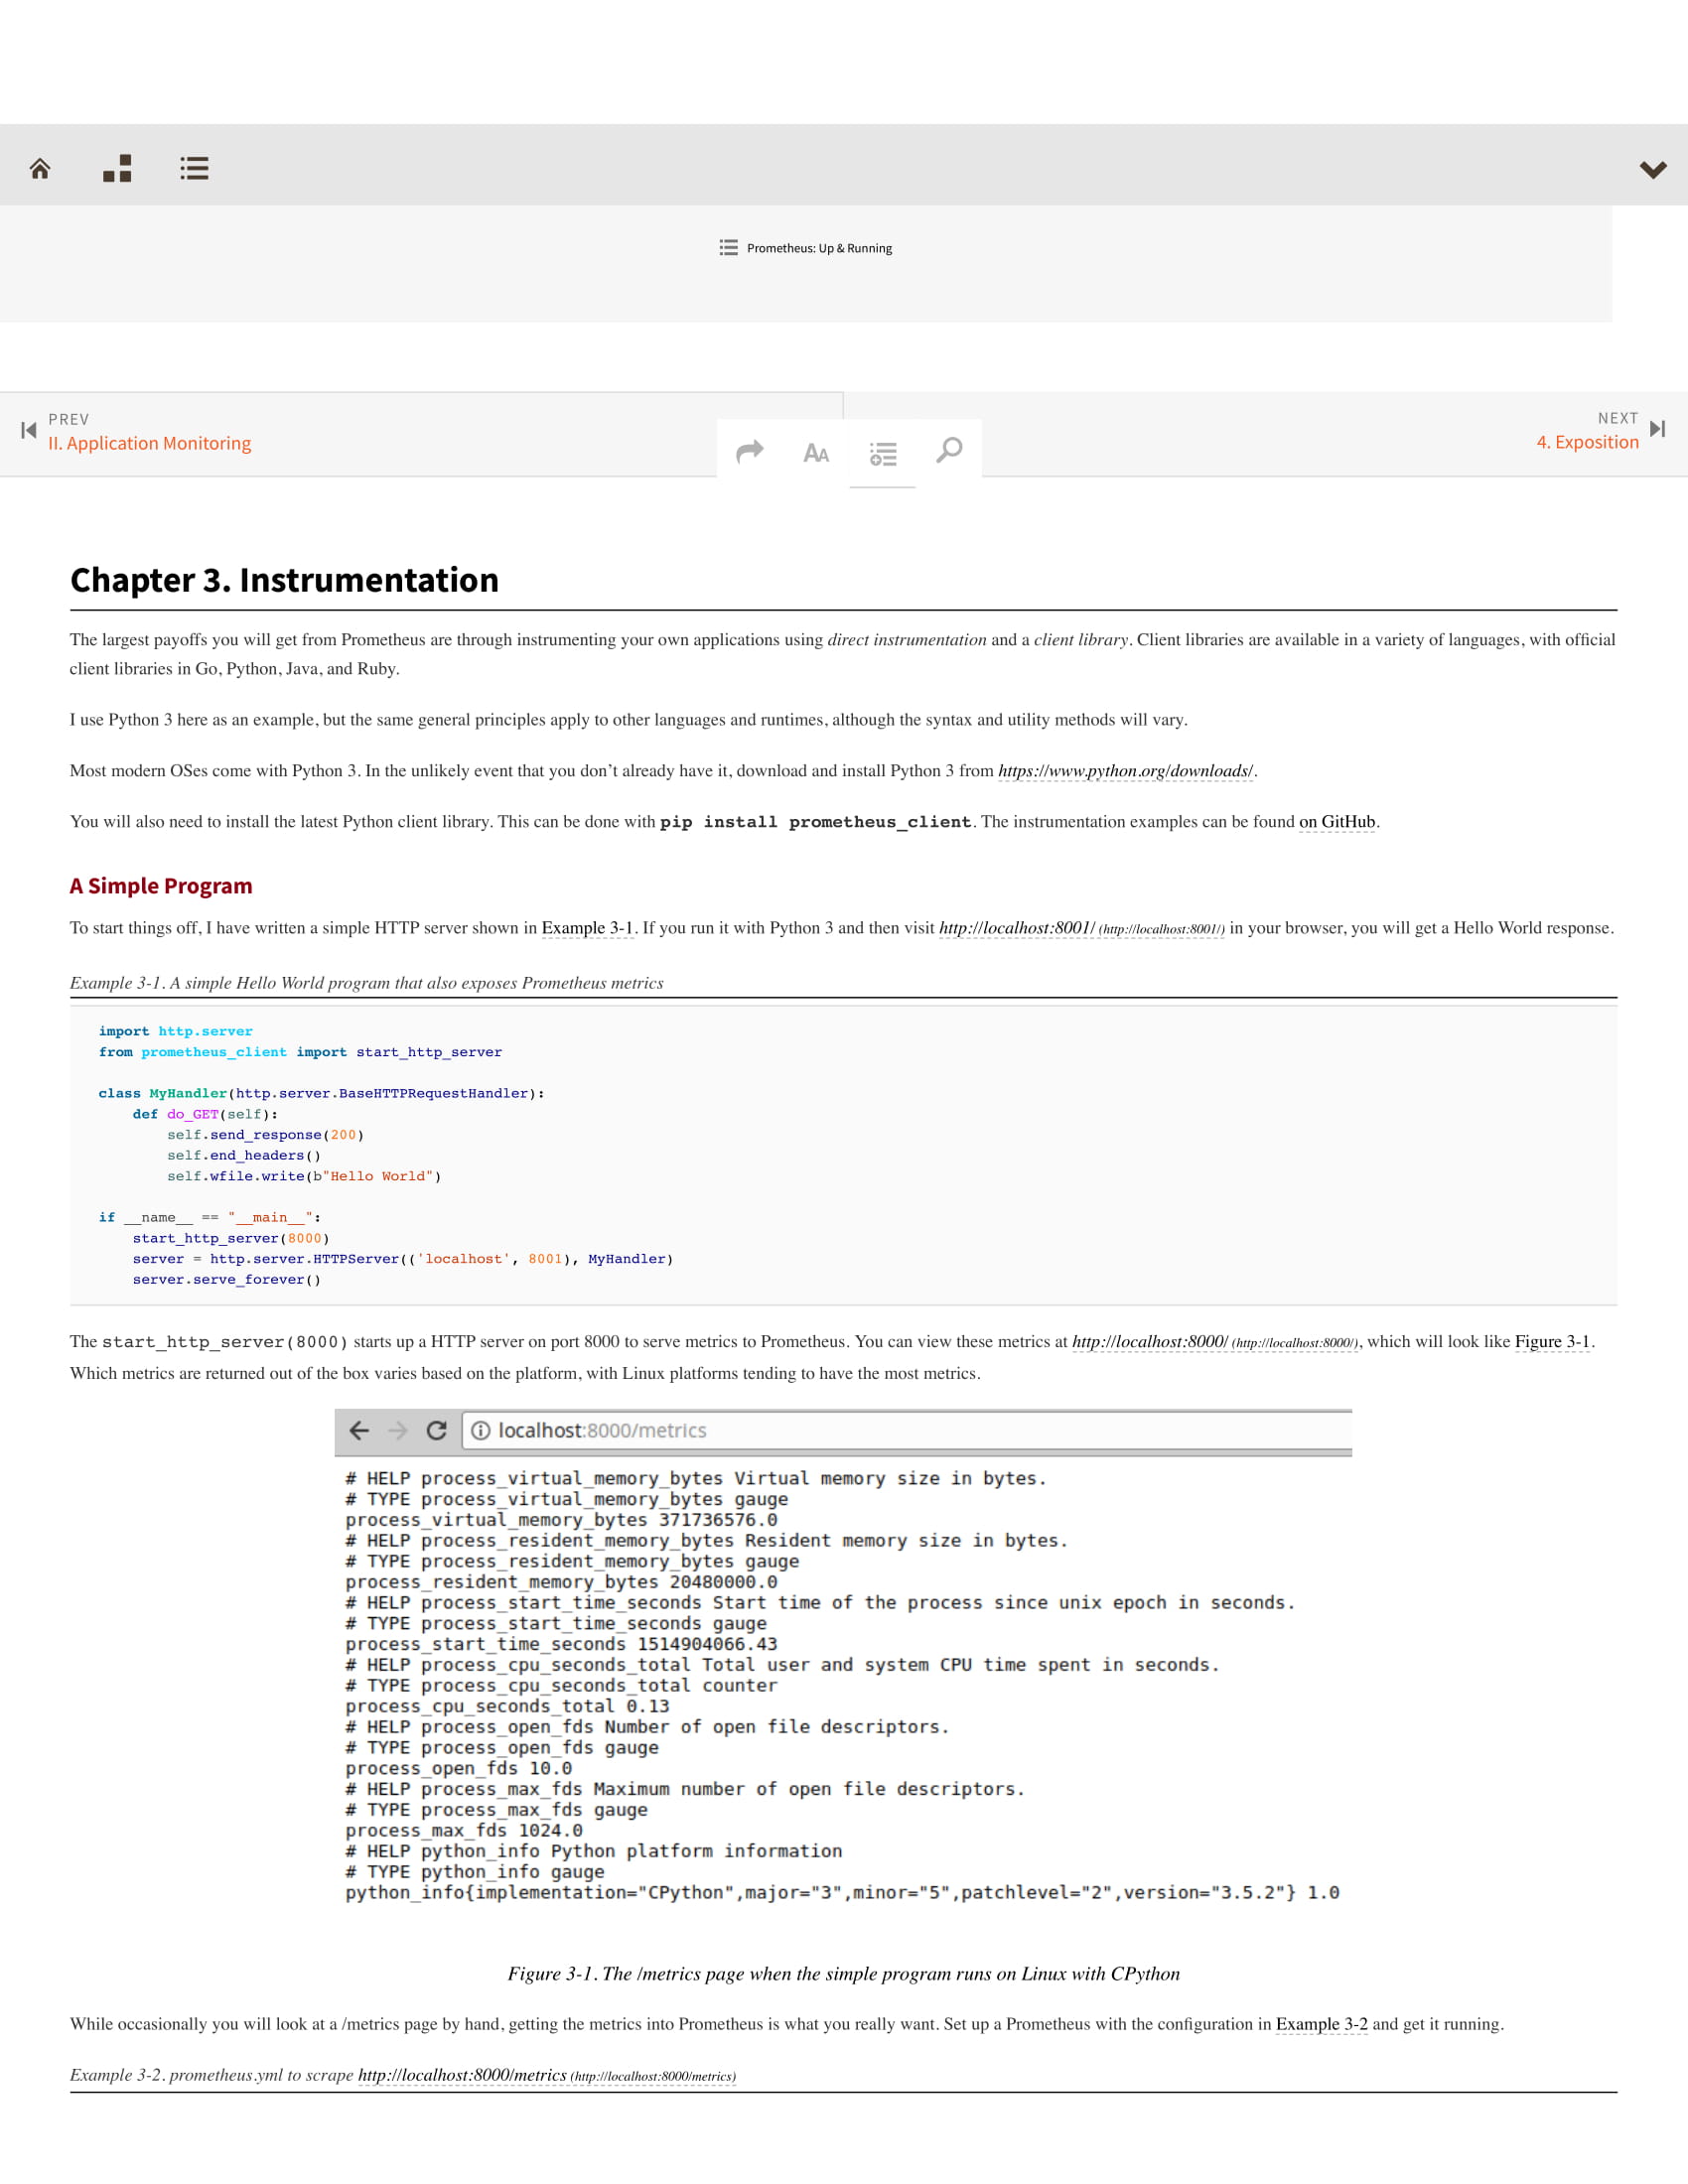 Prometheus: Up & Running
PREV
II. Application Monitoring
AA
NEXT
4. Exposition
Chapter 3. Instrumentation
The largest payoffs you will get from Prometheus are through instrumenting your own applications using direct instrumentation and a client library. Client libraries are available in a variety of languages, with official
client libraries in Go, Python, Java, and Ruby.
I use Python 3 here as an example, but the same general principles apply to other languages and runtimes, although the syntax and utility methods will vary.
Most modern OSes come with Python 3. In the unlikely event that you don’t already have it, download and install Python 3 from https://www.python.org/downloads/.
You will also need to install the latest Python client library. This can be done with pip install prometheus_client. The instrumentation examples can be found on GitHub.
A Simple Program
To start things off, I have written a simple HTTP server shown in Example 3-1. If you run it with Python 3 and then visit http://localhost:8001/ (http://localhost:8001/) in your browser, you will get a Hello World response.
Example 3-1. A simple Hello World program that also exposes Prometheus metrics
import http.server
from prometheus_client import start_http_server
class MyHandler(http.server.BaseHTTPRequestHandler):
    def do_GET(self):
        self.send_response(200)
        self.end_headers()
        self.wfile.write(b"Hello World")
if __name__ == "__main__":
    start_http_server(8000)
    server = http.server.HTTPServer(('localhost', 8001), MyHandler)
    server.serve_forever()
The start_http_server(8000) starts up a HTTP server on port 8000 to serve metrics to Prometheus. You can view these metrics at http://localhost:8000/ (http://localhost:8000/), which will look like Figure 3-1.
Which metrics are returned out of the box varies based on the platform, with Linux platforms tending to have the most metrics.
localhost:8000/metrics
# HELP process_virtual_memory_bytes Virtual memory size in bytes.
# TYPE process_virtual_memory_bytes gauge
process_virtual_memory_bytes 371736576.0
# HELP process_resident_memory_bytes Resident memory size in bytes.
# TYPE process_resident_memory_bytes gauge
process_resident_memory_bytes 20480000.0
# HELP process_start_time_seconds Start time of the process since unix epoch in seconds.
# TYPE process_start_time_seconds gauge
process_start_time_seconds 1514904066.43
# HELP process_cpu_seconds_total Total user and system CPU time spent in seconds.
# TYPE process_cpu_seconds_total counter
process_cpu_seconds_total 0.13
# HELP process_open_fds Number of open file descriptors.
# TYPE process_open_fds gauge
process_open_fds 10.0
# HELP process_max_fds Maximum number of open file descriptors.
# TYPE process_max_fds gauge
process_max_fds 1024.0
# HELP python_info Python platform information
# TYPE python_info gauge
python_info{implementation="CPython",major="3",minor="5",patchlevel="2",version="3.5.2"} 1.0
Figure 3-1. The /metrics page when the simple program runs on Linux with CPython
While occasionally you will look at a /metrics page by hand, getting the metrics into Prometheus is what you really want. Set up a Prometheus with the configuration in Example 3-2 and get it running.
Example 3-2. prometheus.yml to scrape http://localhost:8000/metrics (http://localhost:8000/metrics)